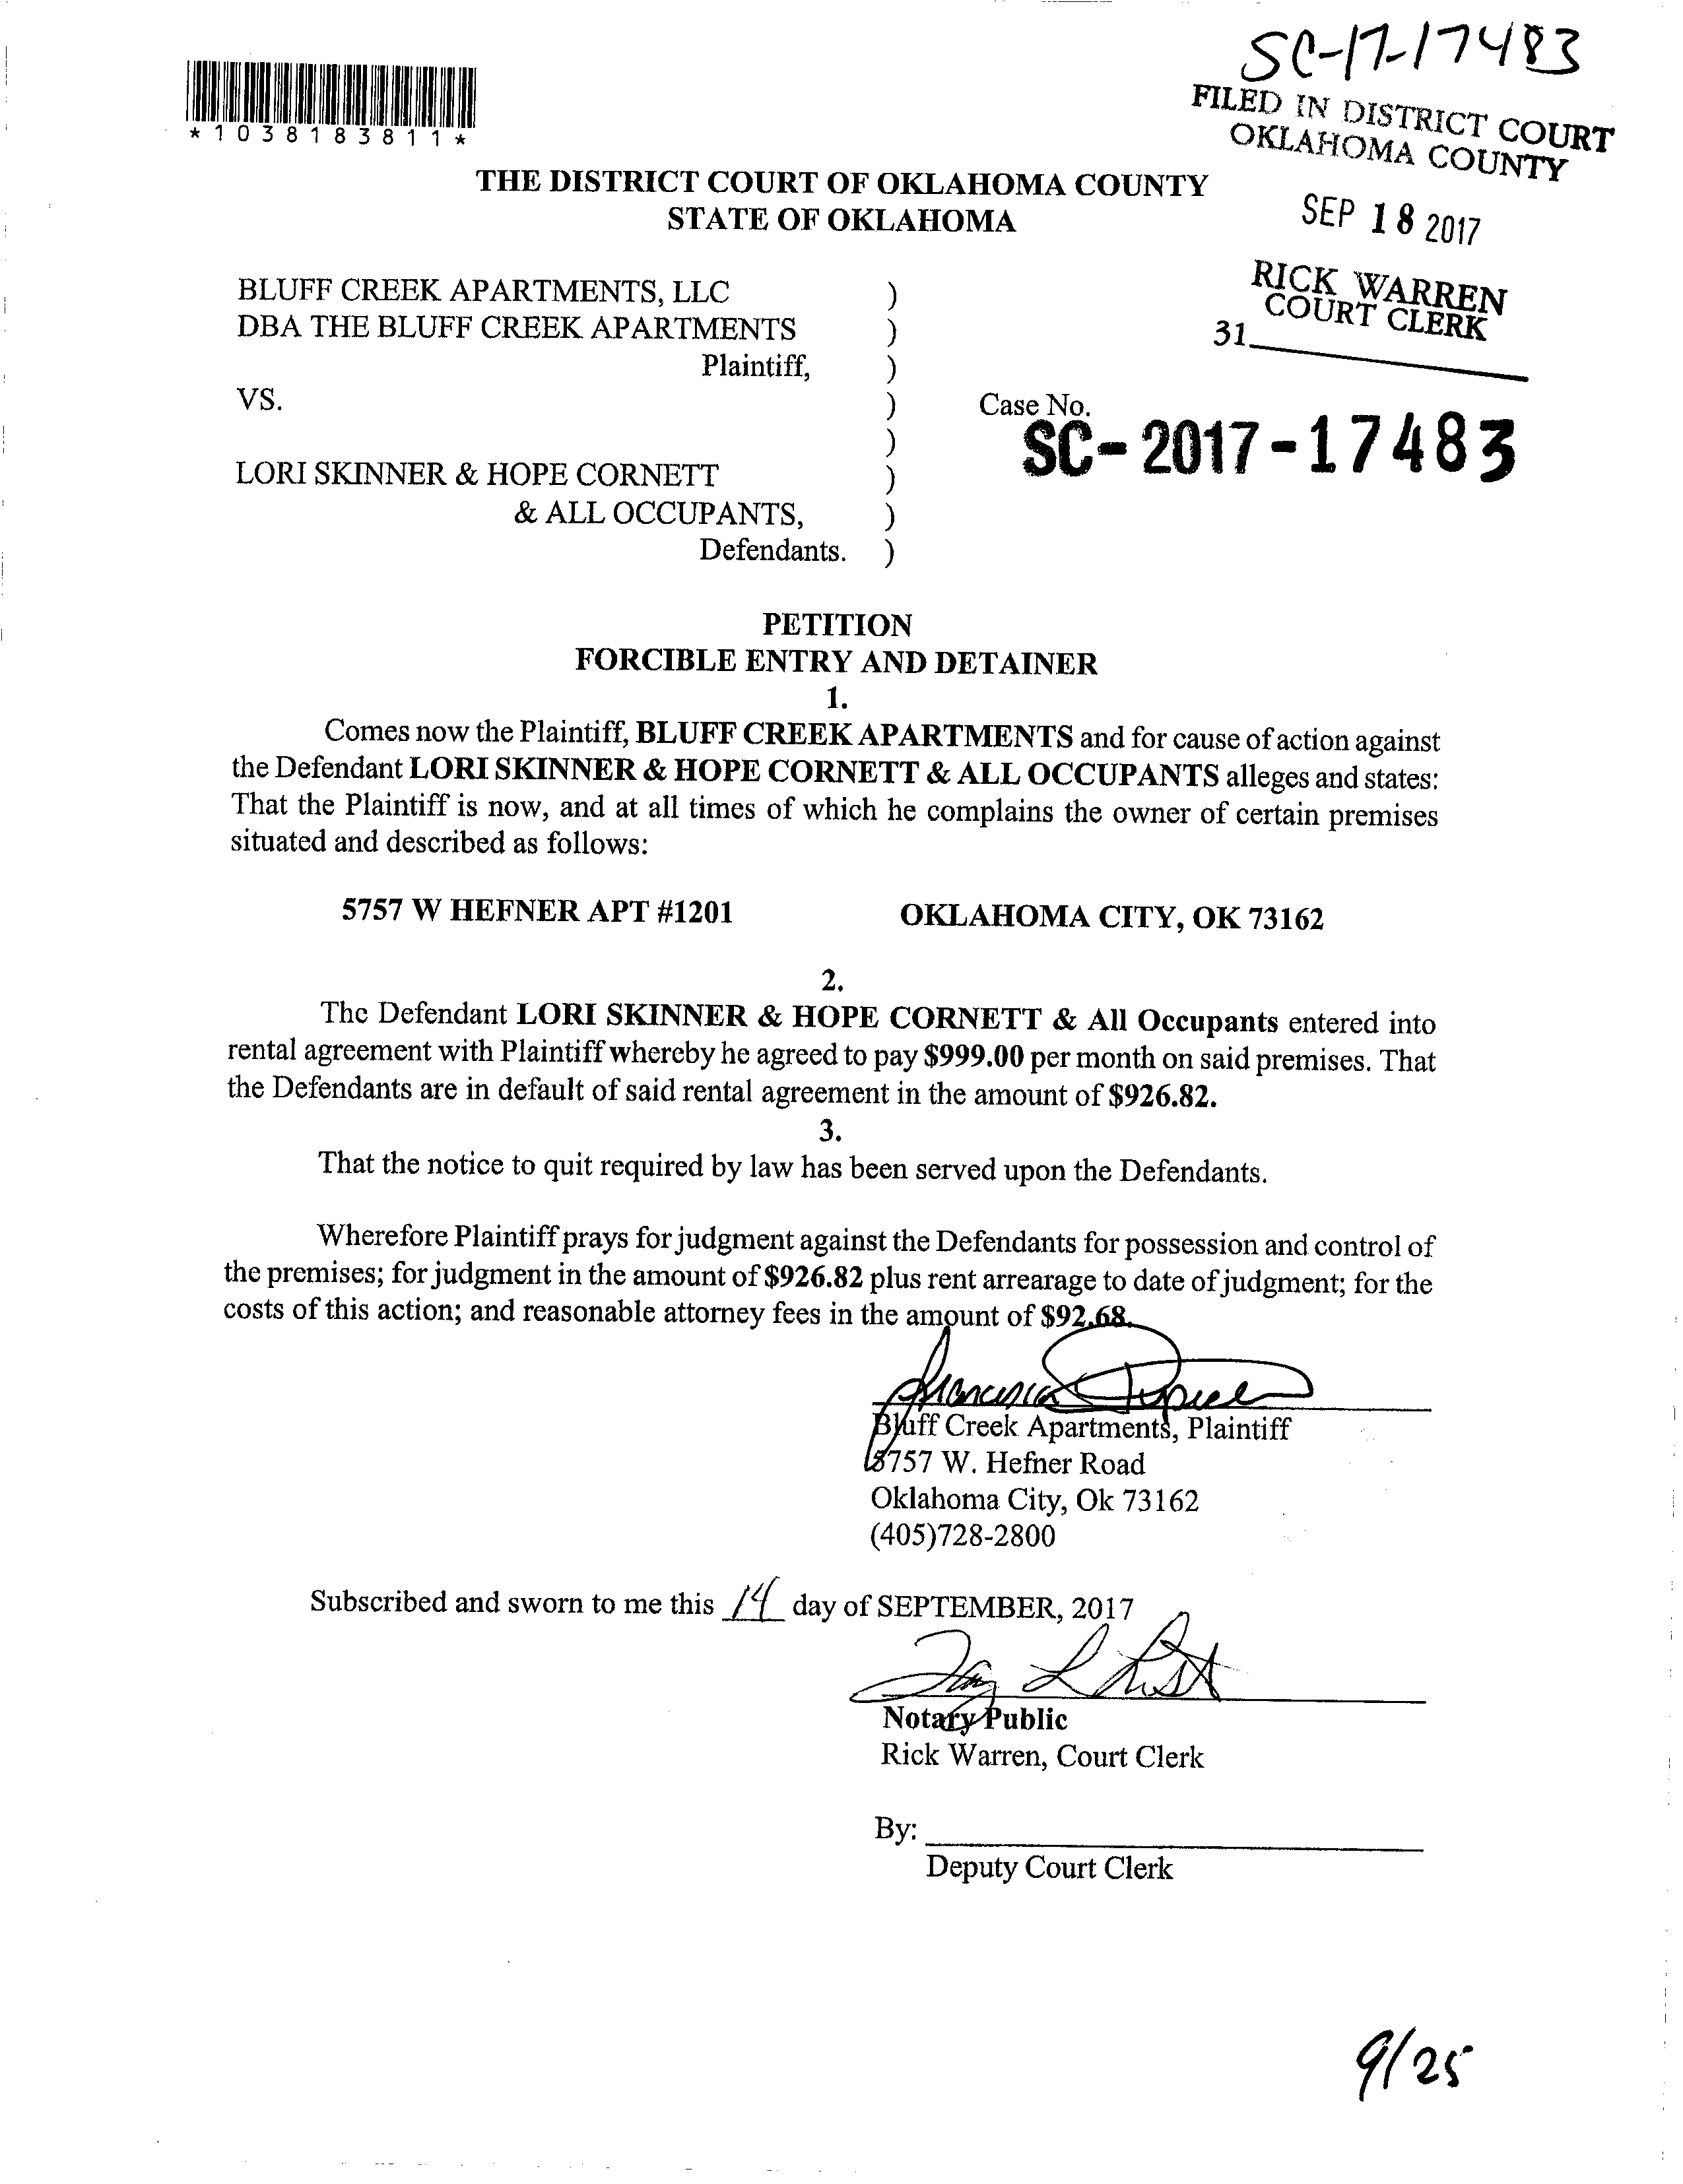 SC-17-17483
*1038183811*
FILED IN DISTRICT COURT
OKLAHOMA COUNTY
THE DISTRICT COURT OF OKLAHOMA COUNTY
STATE OF OKLAHOMA
SEP 18 2017
RICK WARREN
COURT CLERK
31
BLUFF CREEK APARTMENTS, LLC )
DBA THE BLUFF CREEK APARTMENTS )
Plaintiff, )
VS. ) Case No.
) SC-2017-17483
LORI SKINNER & HOPE CORNETT )
& ALL OCCUPANTS, )
Defendants. )
PETITION
FORCIBLE ENTRY AND DETAINER
1.
Comes now the Plaintiff, BLUFF CREEK APARTMENTS and for cause of action against
the Defendant LORI SKINNER & HOPE CORNETT & ALL OCCUPANTS alleges and states:
That the Plaintiff is now, and at all times of which he complains the owner of certain premises
situated and described as follows:
5757 W HEFNER APT #1201 OKLAHOMA CITY, OK 73162
2.
The Defendant LORI SKINNER & HOPE CORNETT & All Occupants entered into
rental agreement with Plaintiff whereby he agreed to pay $999.00 per month on said premises. That
the Defendants are in default of said rental agreement in the amount of $926.82.
3.
That the notice to quit required by law has been served upon the Defendants.
Wherefore Plaintiff prays for judgment against the Defendants for possession and control of
the premises; for judgment in the amount of $926.82 plus rent arrearage to date of judgment; for the
costs of this action; and reasonable attorney fees in the amount of $92.68.
Bluff Creek Apartments, Plaintiff
5757 W. Hefner Road
Oklahoma City, Ok 73162
(405)728-2800
Subscribed and sworn to me this 14 day of SEPTEMBER, 2017
Notary Public
Rick Warren, Court Clerk
By:
Deputy Court Clerk
9/25